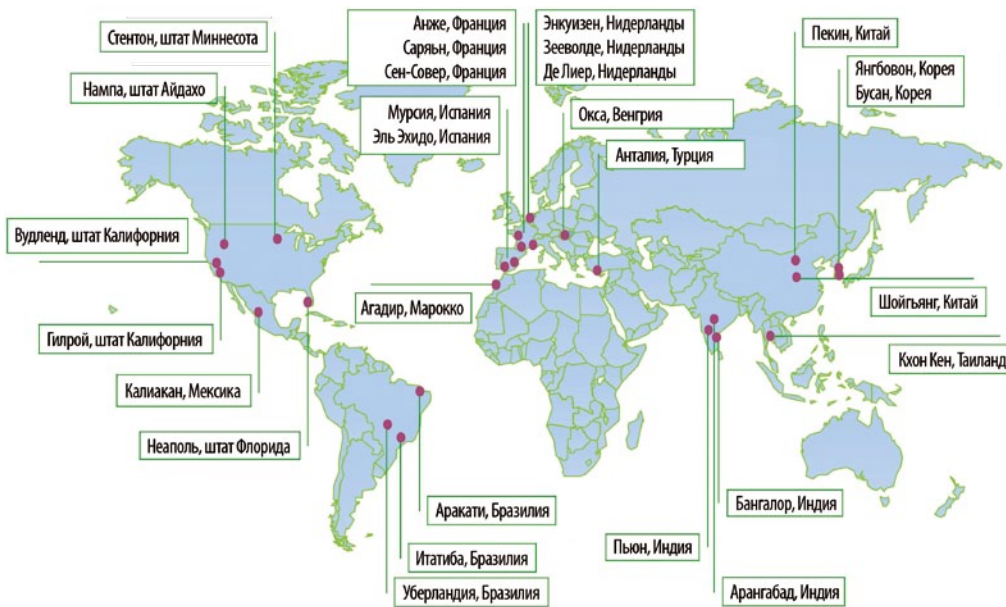 Стентон, штат Миннесота
Нампа, штат Айдахо
Анже, Франция
Саряьн, Франция
Сен-Совер, Франция
Энкуизен, Нидерланды
Зееволде, Нидерланды
Де Лиер, Нидерланды
Мурсия, Испания
Эль Эхидо, Испания
Окса, Венгрия
Анталия, Турция
Пекин, Китай
Янгбовон, Корея
Бусан, Корея
Вудленд, штат Калифорния
Гилрой, штат Калифорния
Калиакан, Мексика
Неаполь, штат Флорида
Агадир, Марокко
Шойгьянг, Китай
Кхон Кен, Таиланд
Аракати, Бразилия
Итатиба, Бразилия
Уберландия, Бразилия
Бангалор, Индия
Пьюн, Индия
Арангабад, Индия